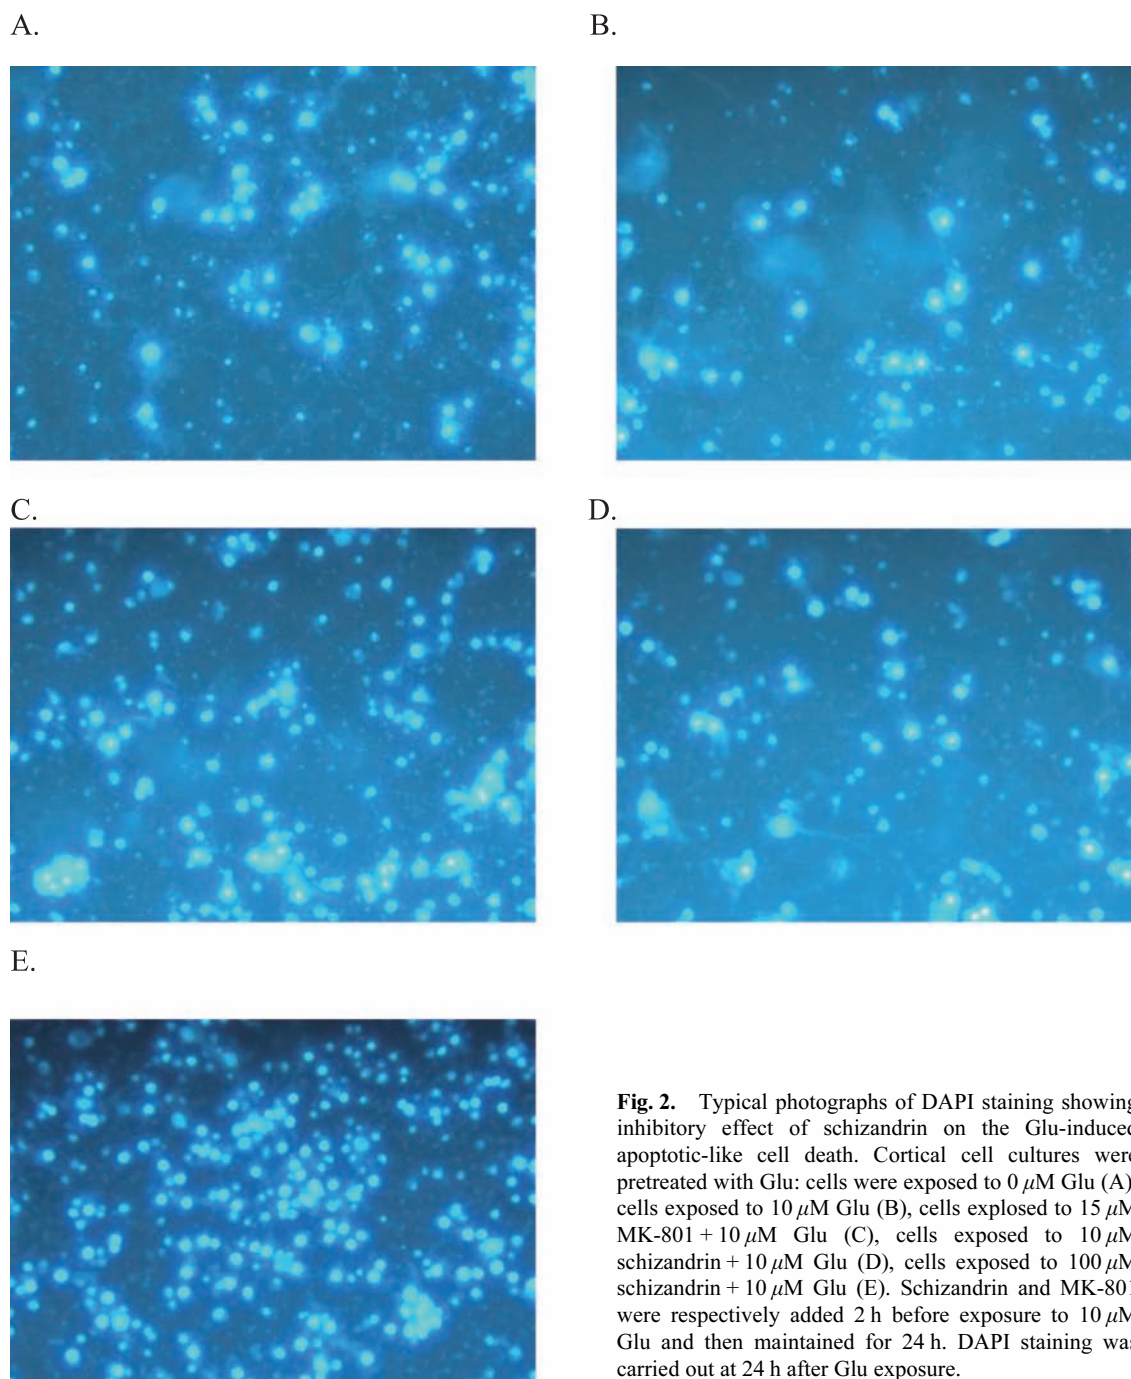 A.
B.
C.
D.
E.
Fig. 2. Typical photographs of DAPI staining showing
inhibitory effect of schizandrin on the Glu-induced
apoptotic-like cell death. Cortical cell cultures were
pretreated with Glu: cells were exposed to 0 μM Glu (A)
cells exposed to 10 μM Glu (B), cells explosed to 15 μM
MK-801 + 10 μM Glu (C), cells exposed to 10 μM
schizandrin + 10 μM Glu (D), cells exposed to 100 μM
schizandrin + 10 μM Glu (E). Schizandrin and MK-801
were respectively added 2 h before exposure to 10 μM
Glu and then maintained for 24 h. DAPI staining was
carried out at 24 h after Glu exposure.